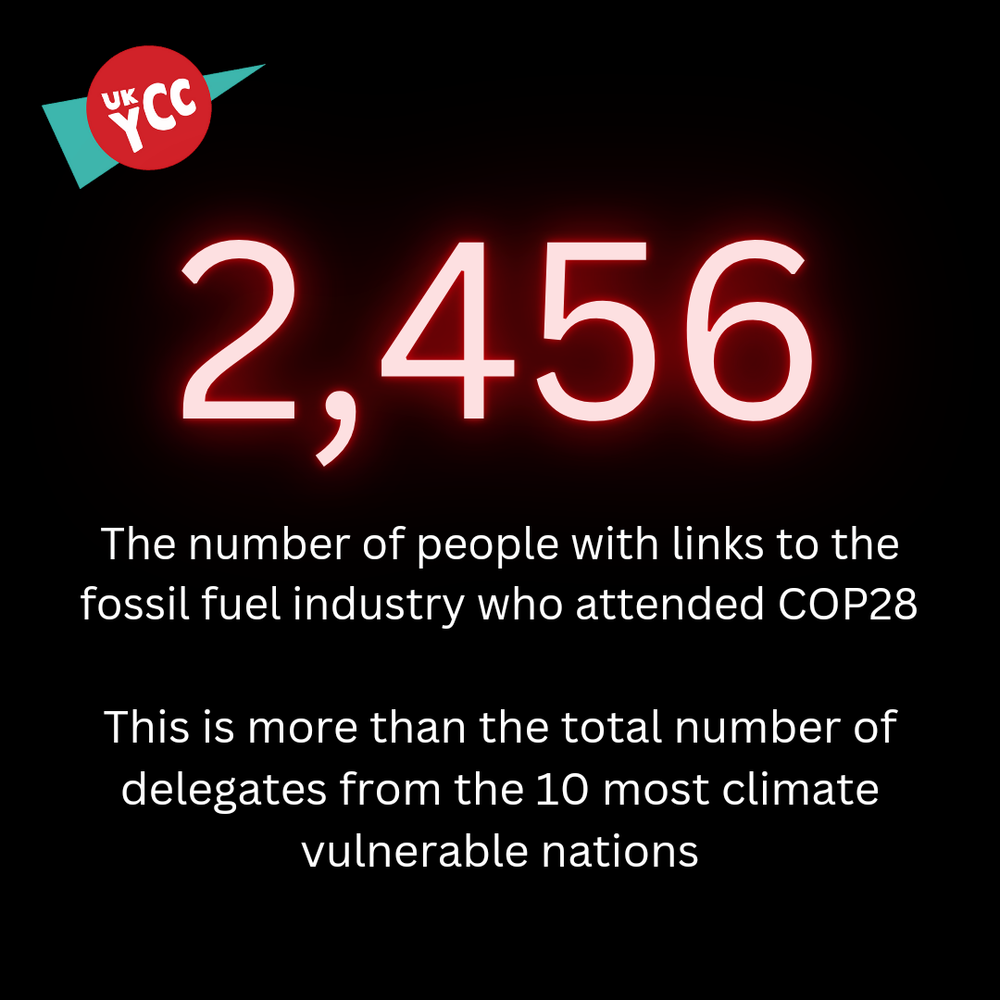 UK
YCC
2,456
The number of people with links to the
fossil fuel industry who attended COP28
This is more than the total number of
delegates from the 10 most climate
vulnerable nations